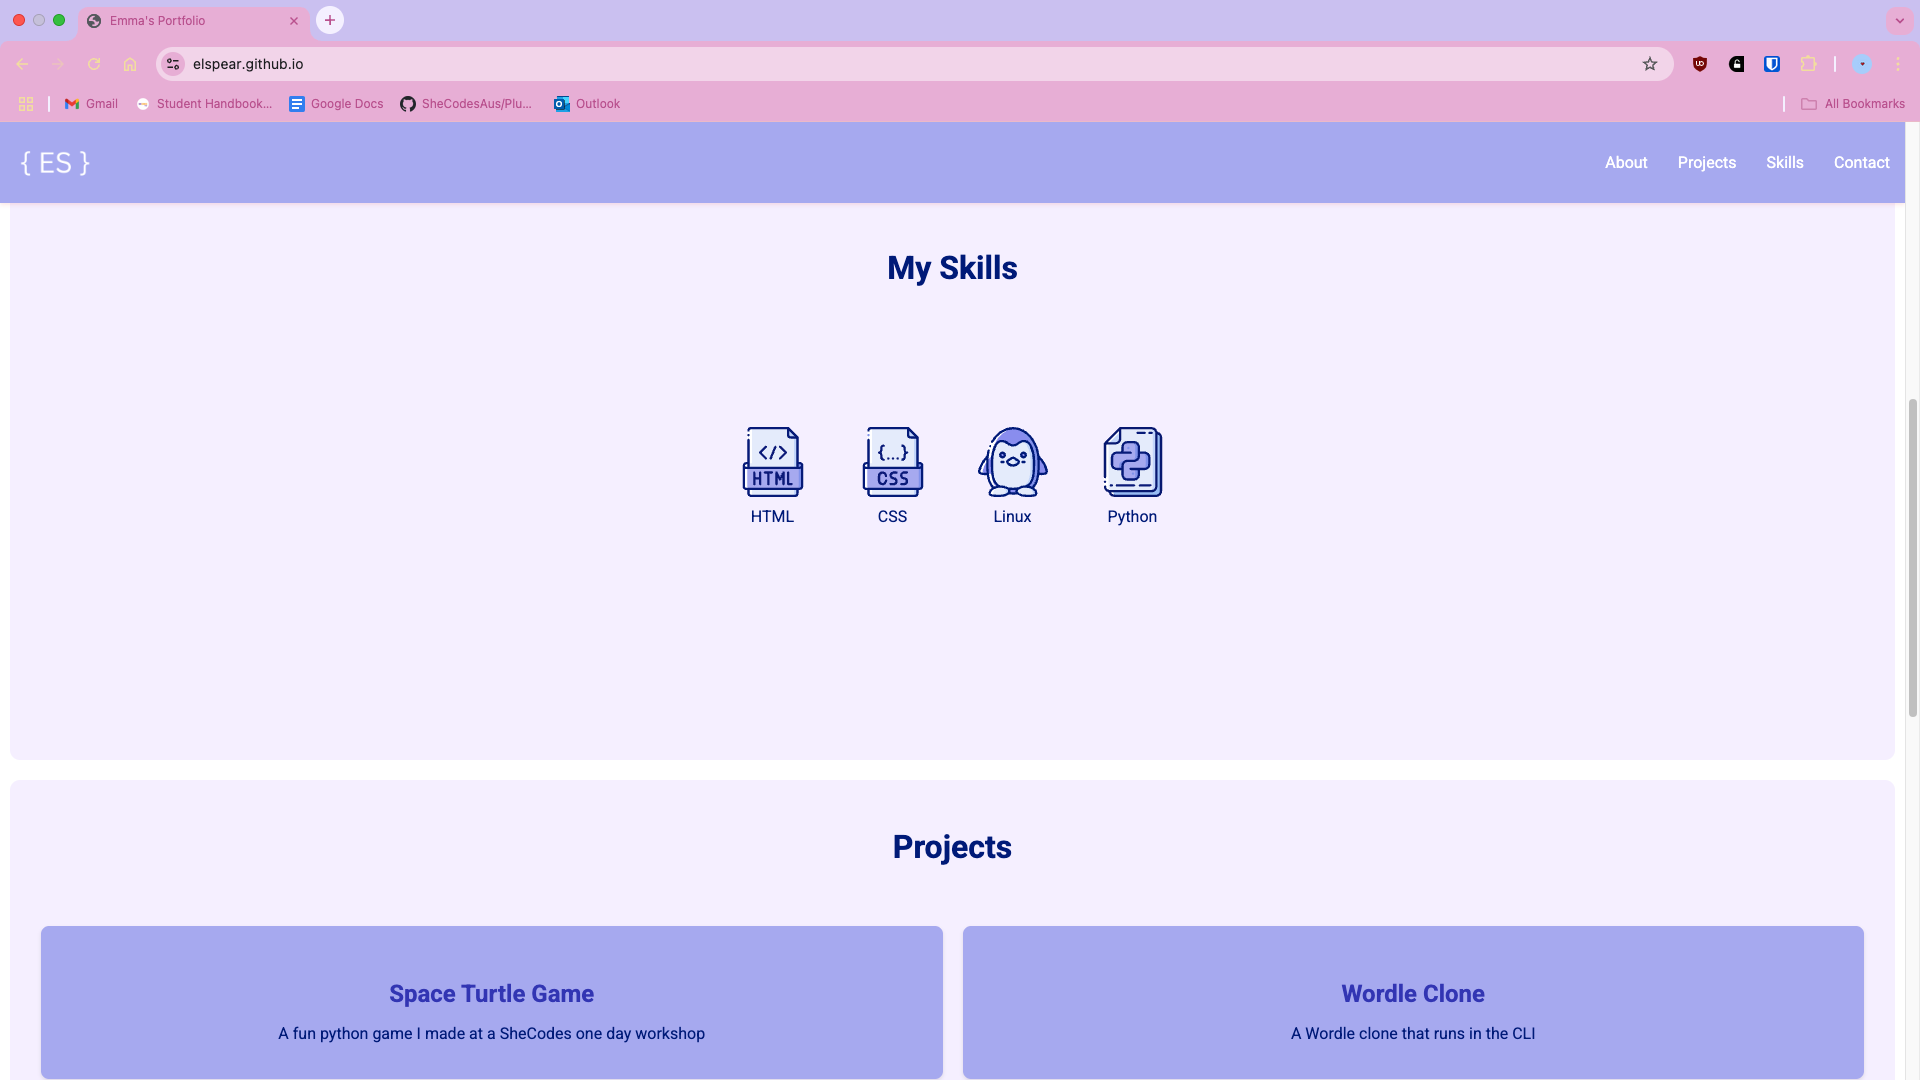 Emma's Portfolio
elspear.github.io
Gmail Student Handbook... Google Docs SheCodesAus/Plu... Outlook All Bookmarks
{ ES } About Projects Skills Contact
My Skills
</> {...}
HTML CSS
HTML CSS Linux Python
Projects
Space Turtle Game
A fun python game I made at a SheCodes one day workshop
Wordle Clone
A Wordle clone that runs in the CLI